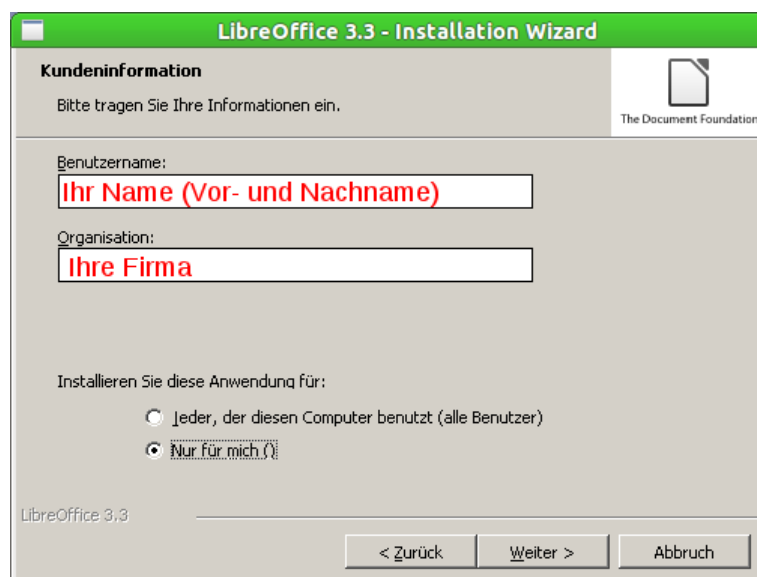 LibreOffice 3.3 - Installation Wizard
Kundeninformation
Bitte tragen Sie Ihre Informationen ein.
The Document Foundation
Benutzername:
Ihr Name (Vor- und Nachname)
Organisation:
Ihre Firma
Installieren Sie diese Anwendung für:
Jeder, der diesen Computer benutzt (alle Benutzer)
Nur für mich ()
LibreOffice 3.3
< Zurück Weiter > Abbruch